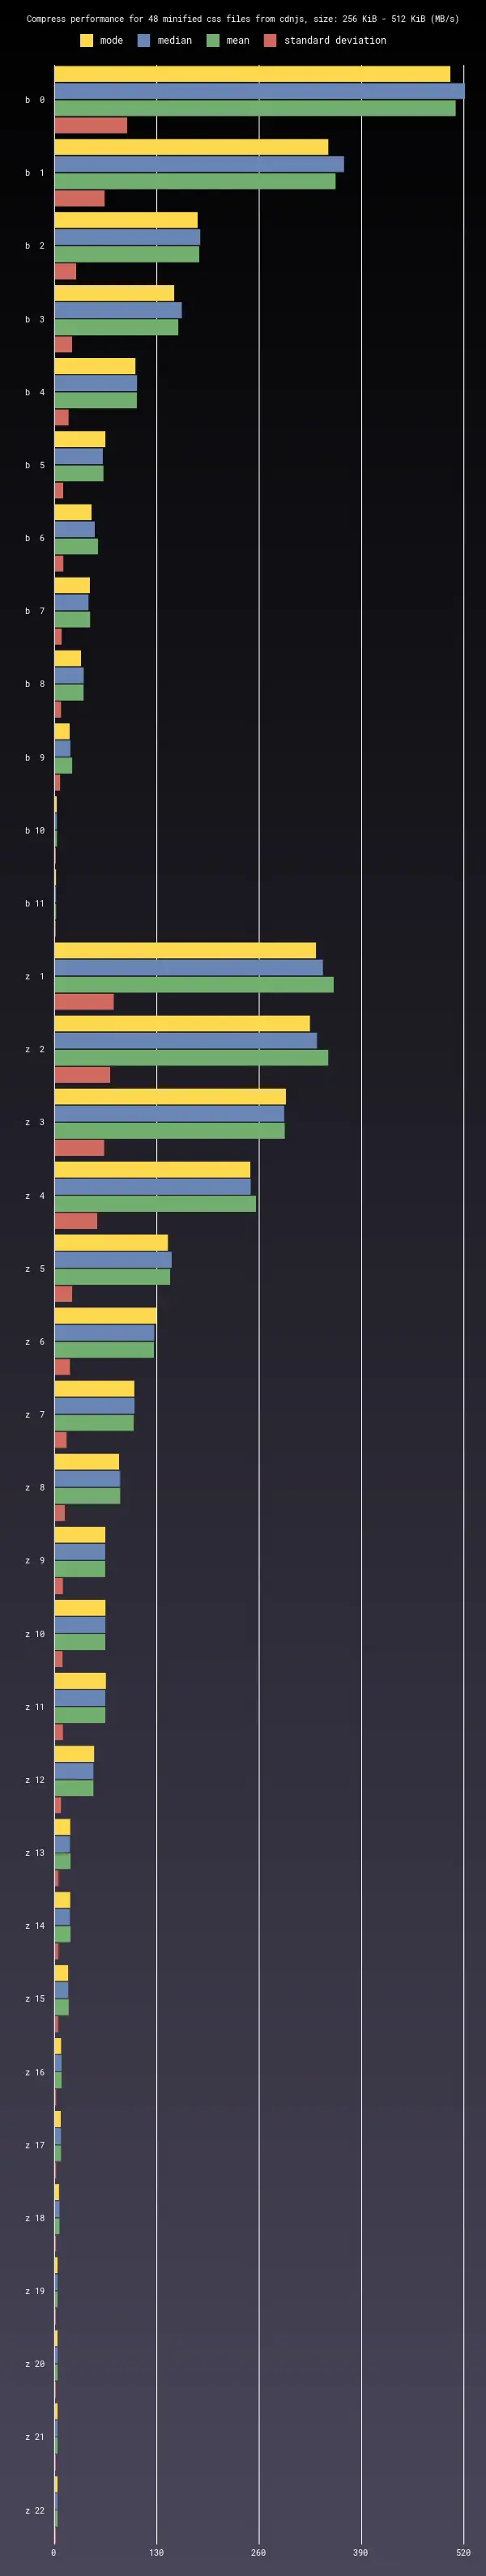 Compress performance for 48 minified css files from cdnjs, size: 256 KiB - 512 KiB (MB/s)
mode median mean standard deviation
b 0
b 1
b 2
b 3
b 4
b 5
b 6
b 7
b 8
b 9
b 10
b 11
z 1
z 2
z 3
z 4
z 5
z 6
z 7
z 8
z 9
z 10
z 11
z 12
z 13
z 14
z 15
z 16
z 17
z 18
z 19
z 20
z 21
z 22
0 130 260 390 520